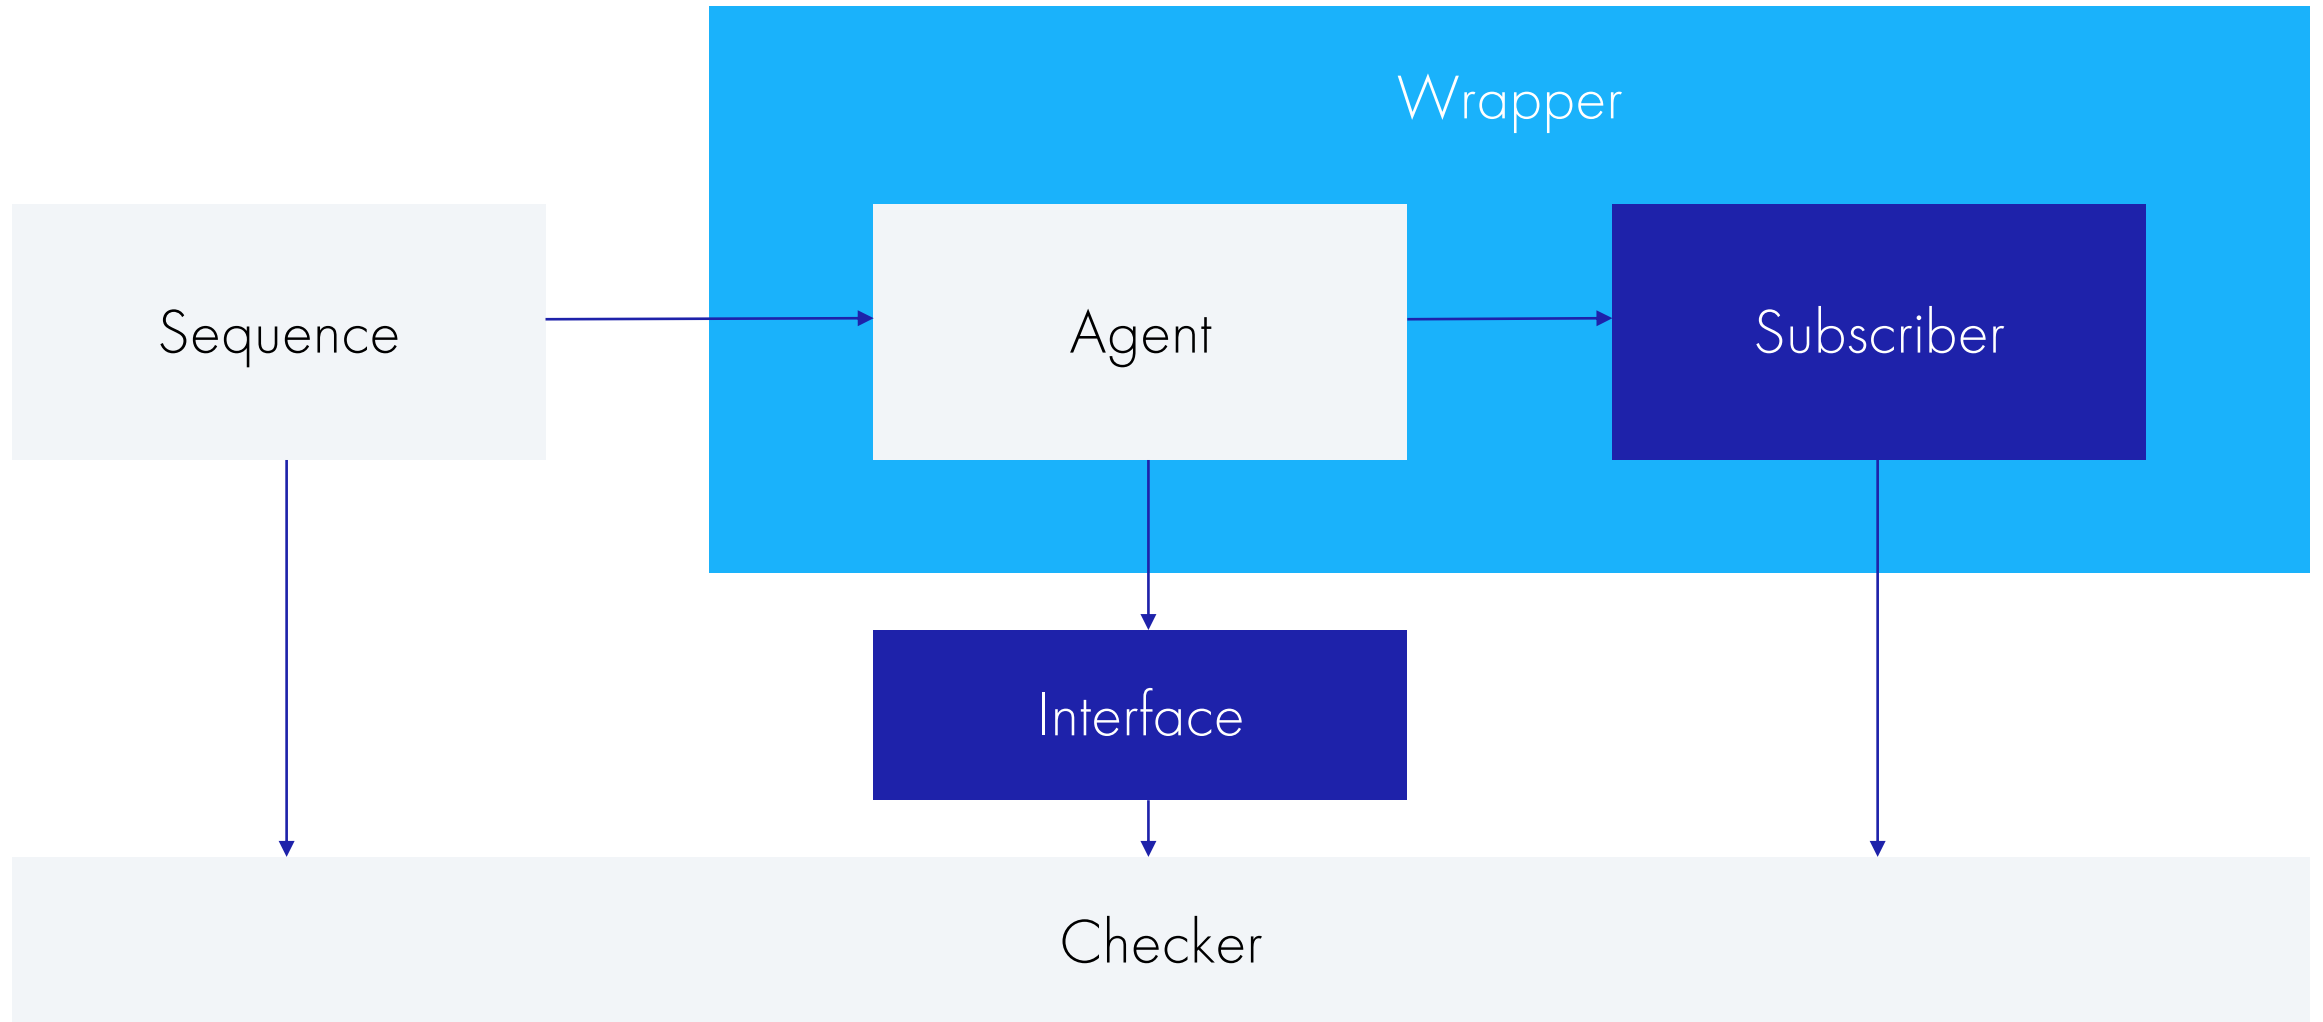 Wrapper
Sequence
Agent
Subscriber
Interface
Checker